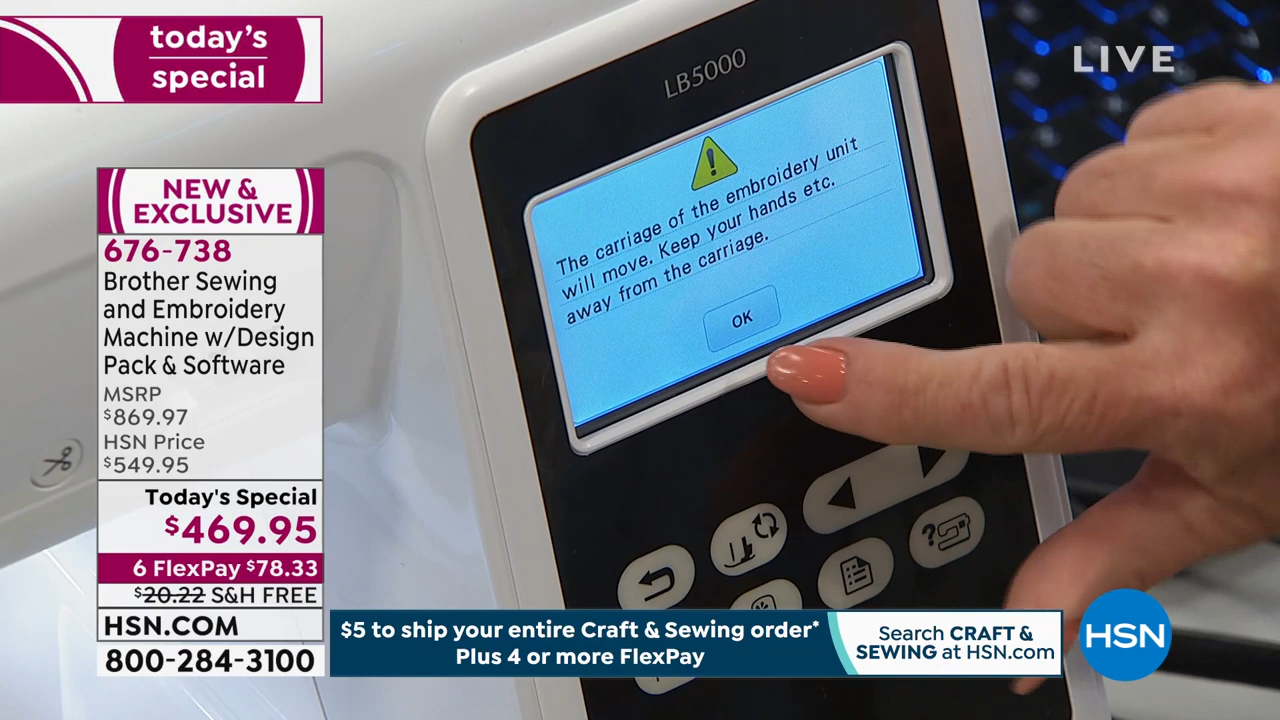 today's
special
LIVE
LB5000
The carriage of the embroidery unit
will move. Keep your hands etc.
away from the carriage.
OK
NEW &
EXCLUSIVE
676-738
Brother Sewing
and Embroidery
Machine w/Design
Pack & Software
MSRP
$869.97
HSN Price
$549.95
Today's Special
$469.95
6 FlexPay $78.33
$20.22 S&H FREE
HSN.COM
800-284-3100
$5 to ship your entire Craft & Sewing order*
Plus 4 or more FlexPay
Search CRAFT &
SEWING at HSN.com
HSN